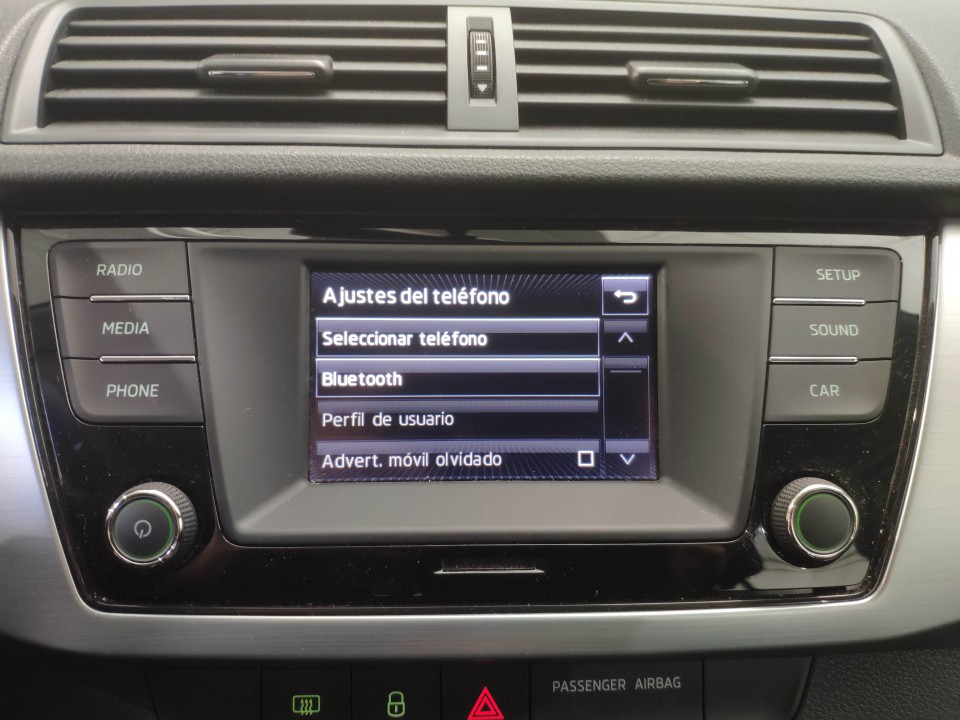 RADIO
MEDIA
PHONE
Ajustes del teléfono
Seleccionar teléfono
Bluetooth
Perfil de usuario
Advert. móvil olvidado
SETUP
SOUND
CAR
PASSENGER AIRBAG